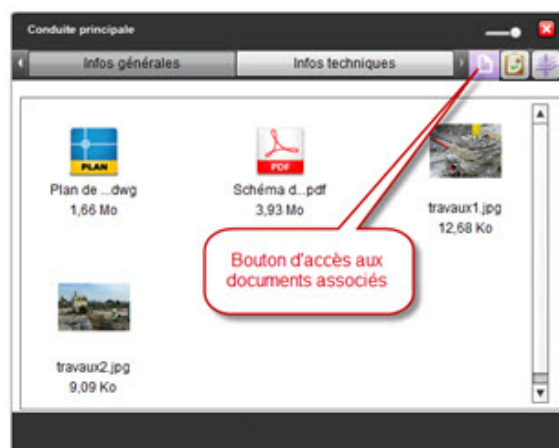 Conduite principale
Infos générales
Infos techniques
PLAN
PDF
Plan de ...dwg
Schéma d...pdf
travaux1.jpg
1,66 Mo
3,93 Mo
12,68 Ko
Bouton d'accès aux
documents associés
travaux2.jpg
9,09 Ko